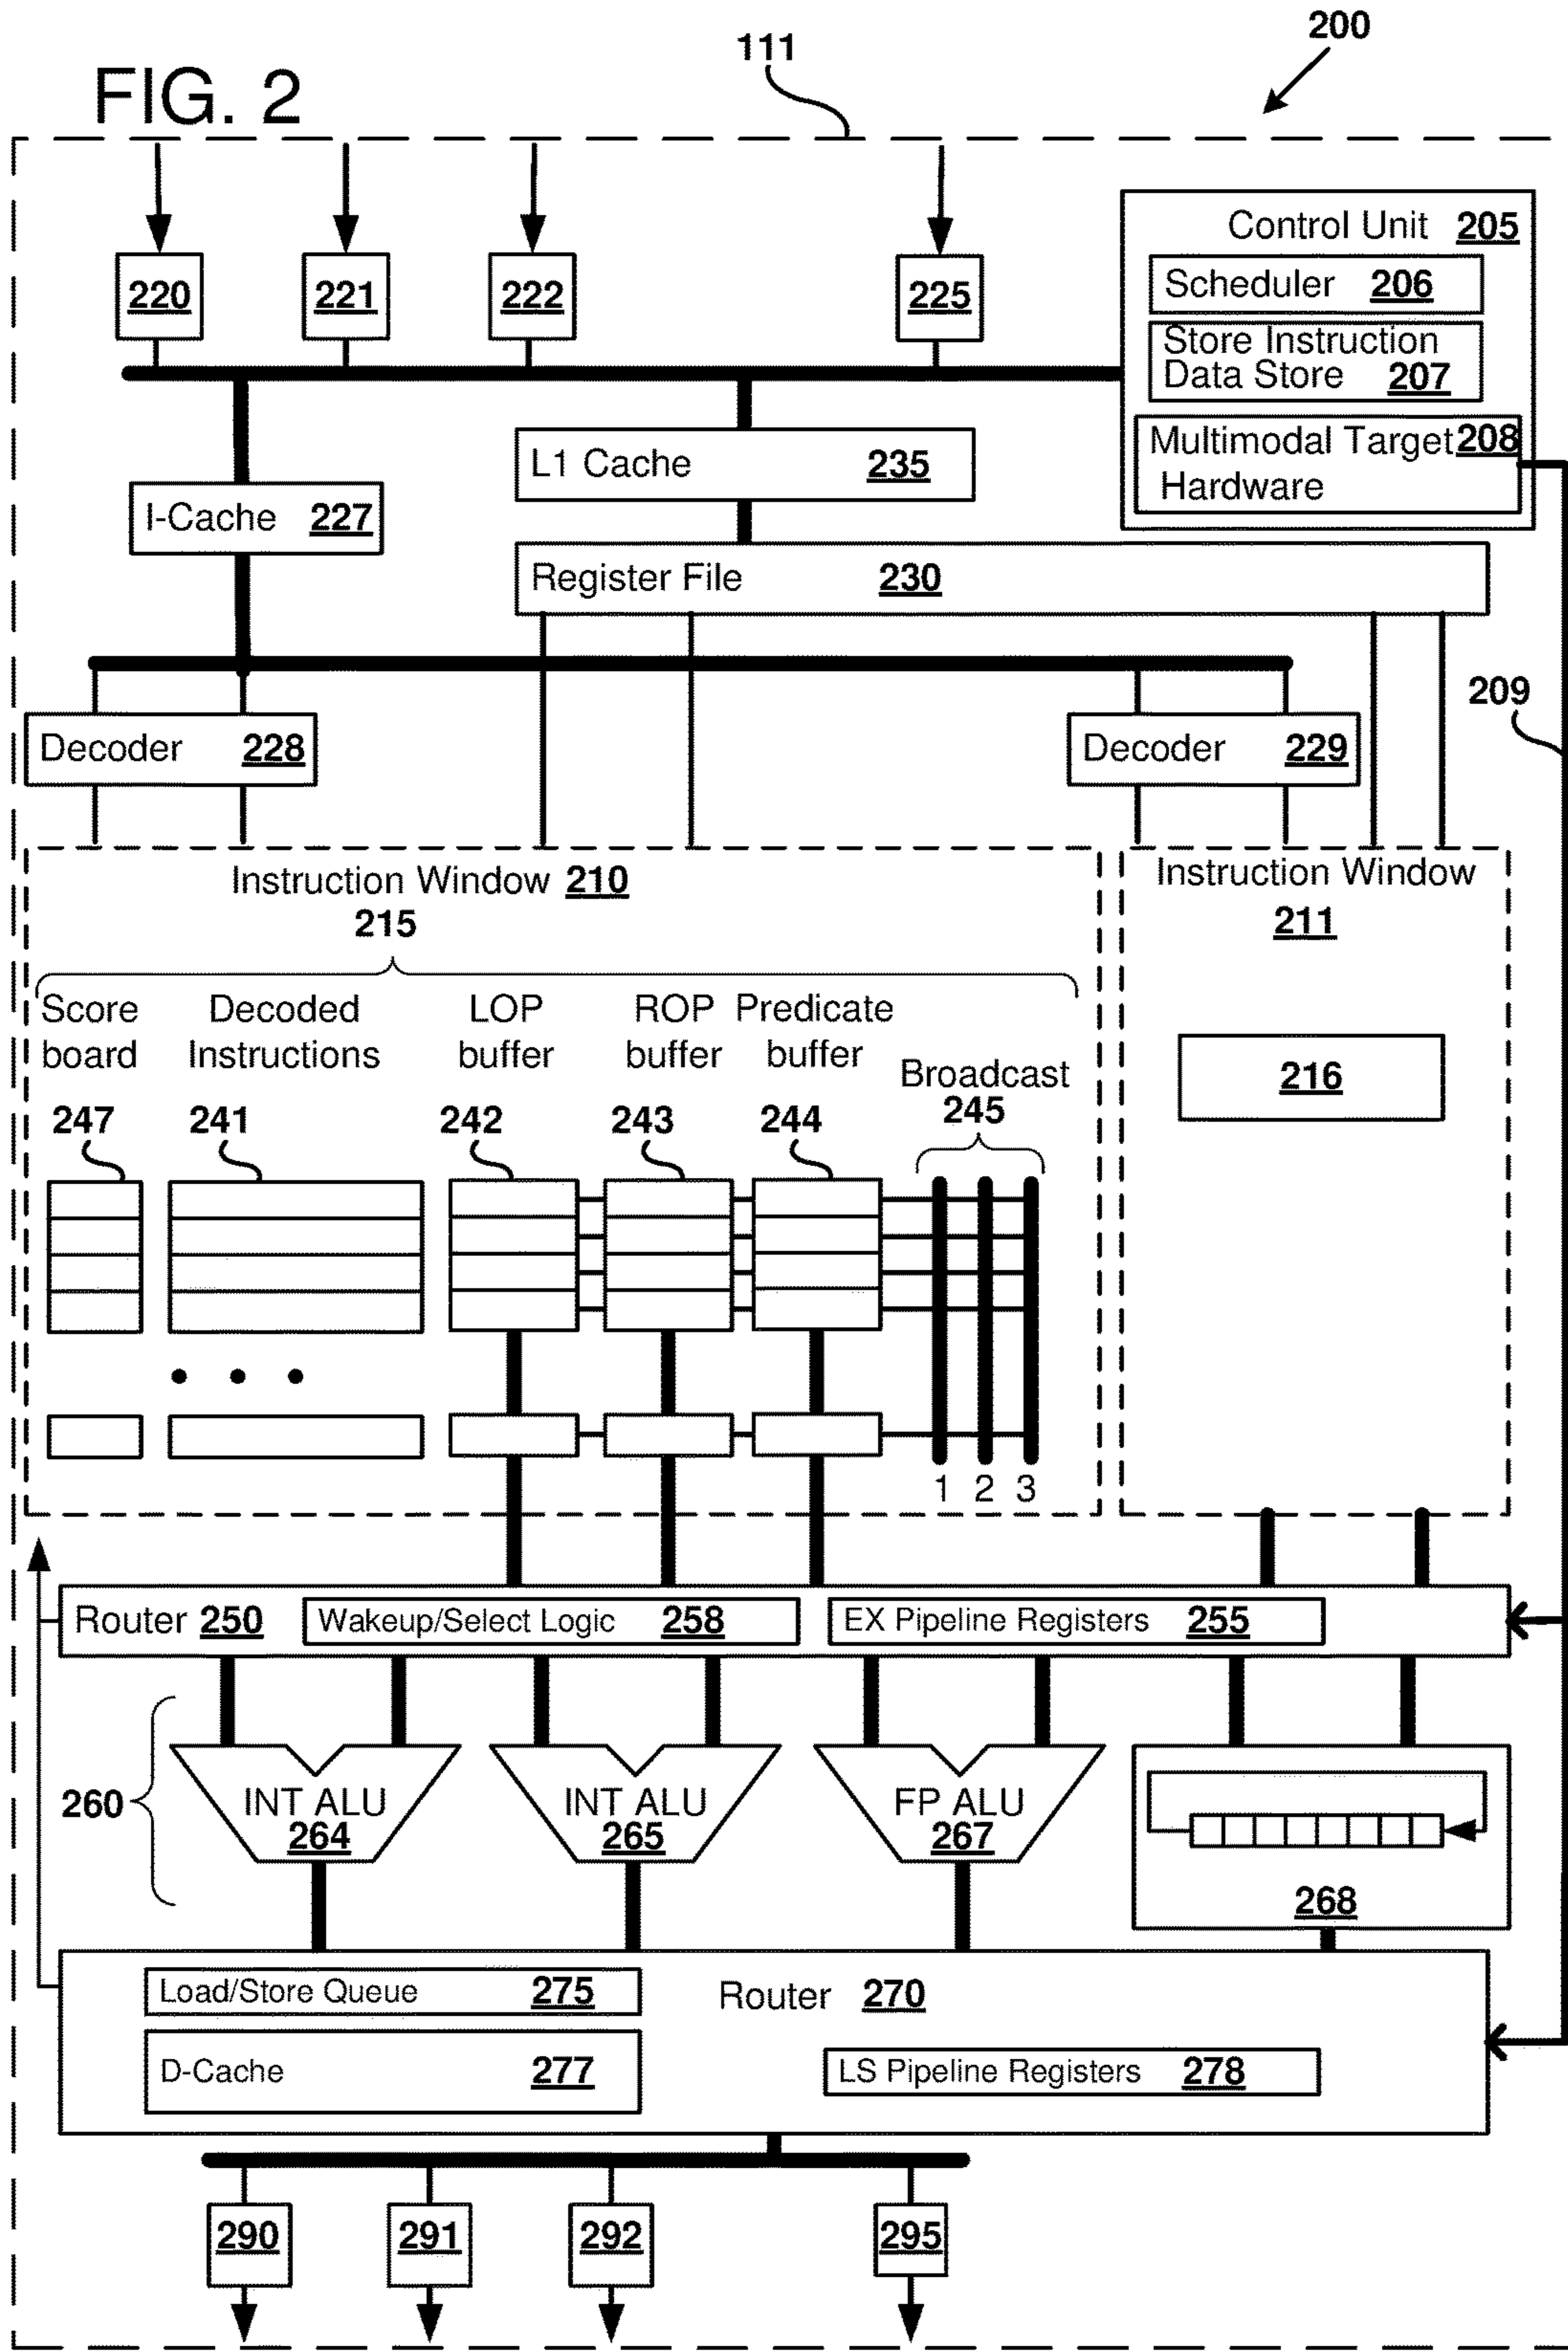 FIG. 2
111
200
220
221
222
225
Control Unit 205
Scheduler 206
Store Instruction
Data Store 207
Multimodal Target 208
Hardware
L1 Cache 235
I-Cache 227
Register File 230
209
Decoder 228
Decoder 229
Instruction Window 210
215
Instruction Window
211
Score
board
Decoded
Instructions
LOP
buffer
ROP
buffer
Predicate
buffer
Broadcast
245
216
247
241
242
243
244
1 2 3
Router 250
Wakeup/Select Logic 258
EX Pipeline Registers 255
260
INT ALU
264
INT ALU
265
FP ALU
267
268
Load/Store Queue 275
Router 270
D-Cache 277
LS Pipeline Registers 278
290
291
292
295